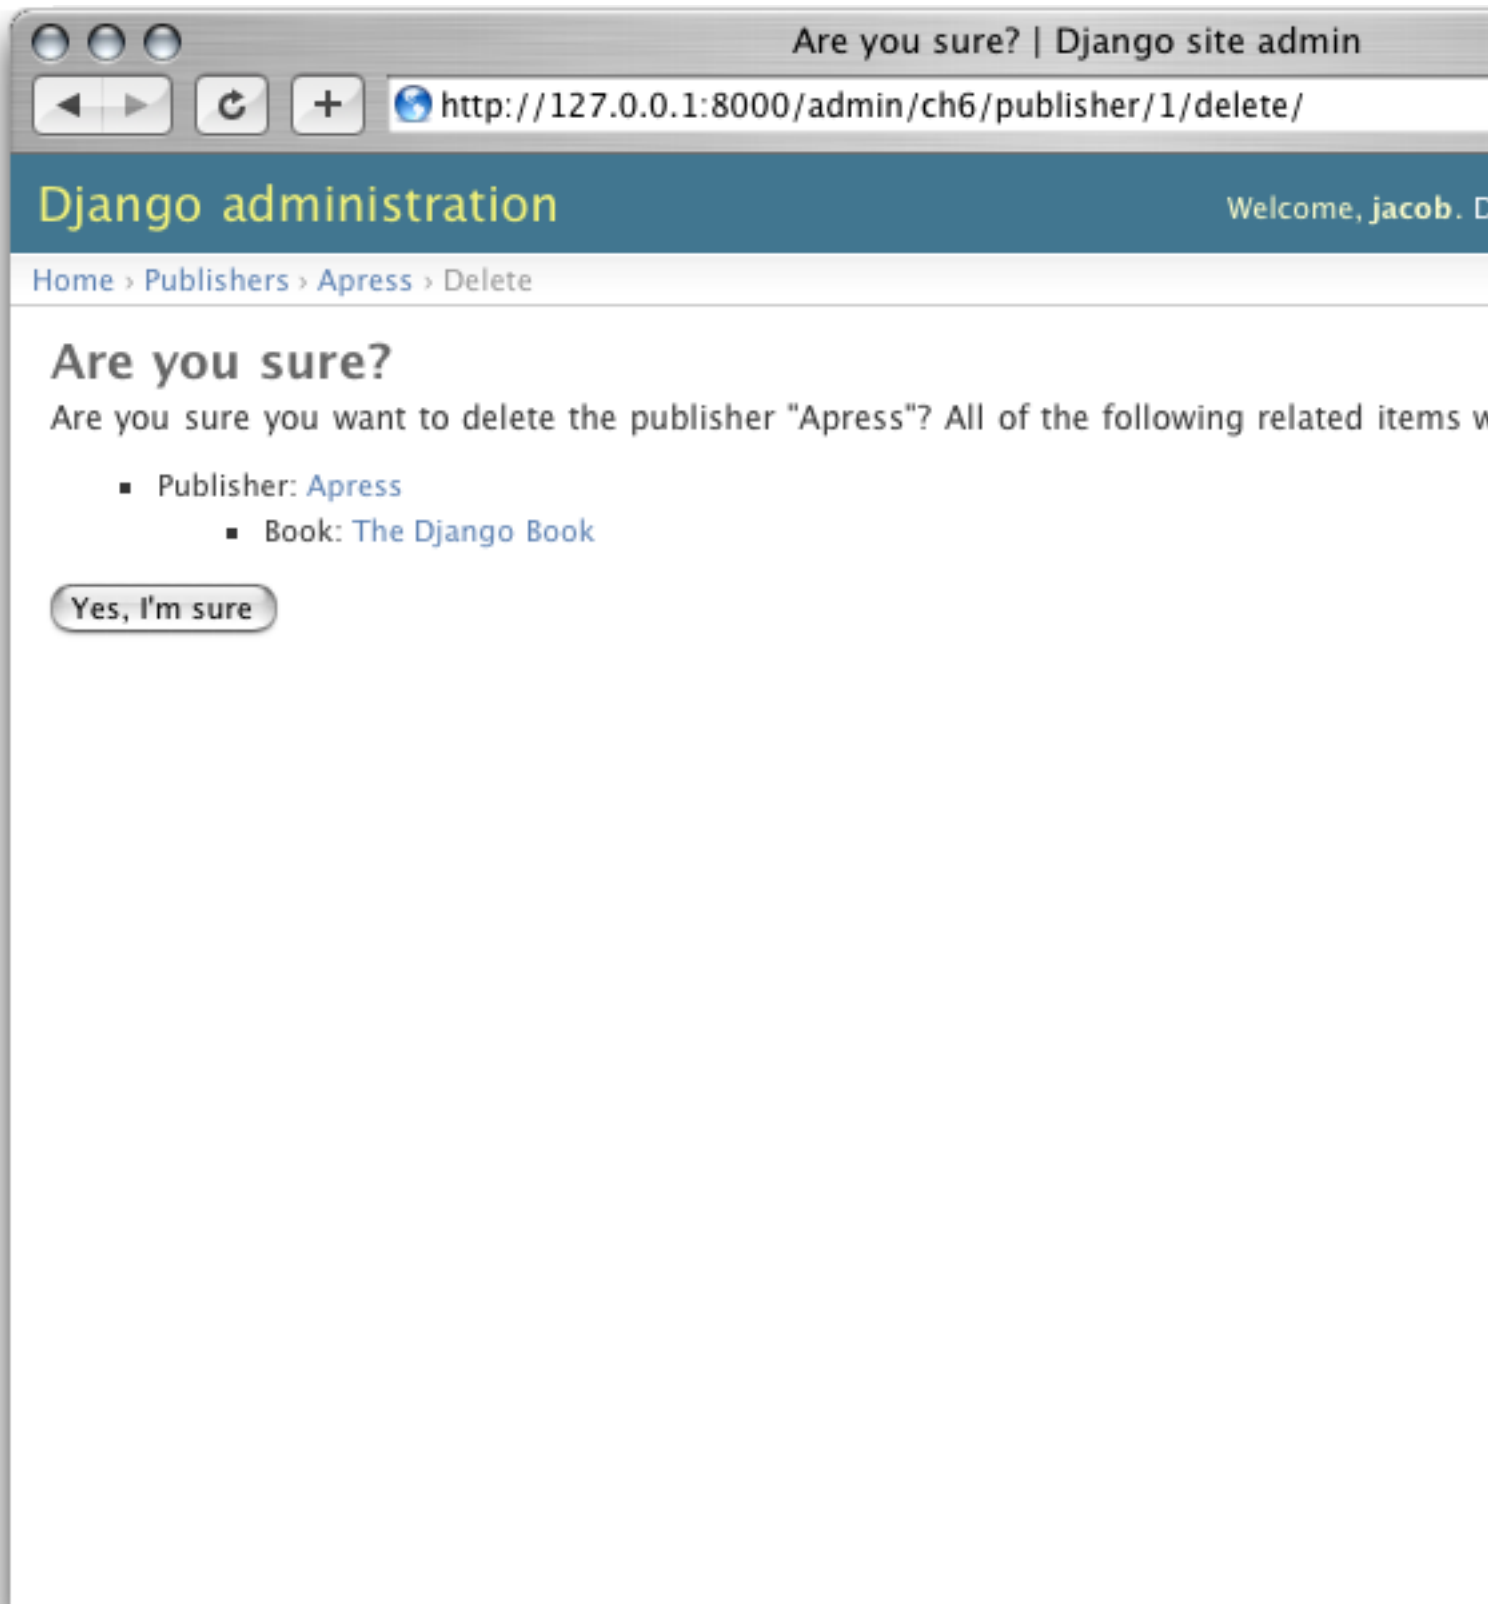 Are you sure? | Django site admin
http://127.0.0.1:8000/admin/ch6/publisher/1/delete/
Django administration
Welcome, jacob.
Home › Publishers › Apress › Delete
Are you sure?
Are you sure you want to delete the publisher "Apress"? All of the following related items
▪ Publisher: Apress
▪ Book: The Django Book
Yes, I'm sure